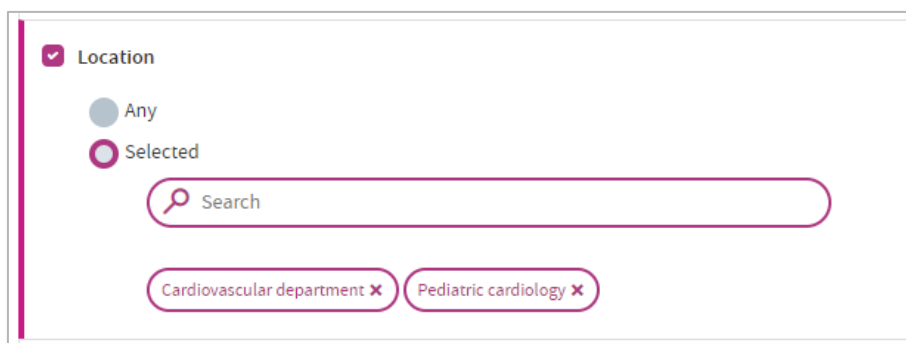 Location
Any
Selected
Search
Cardiovascular department × Pediatric cardiology ×